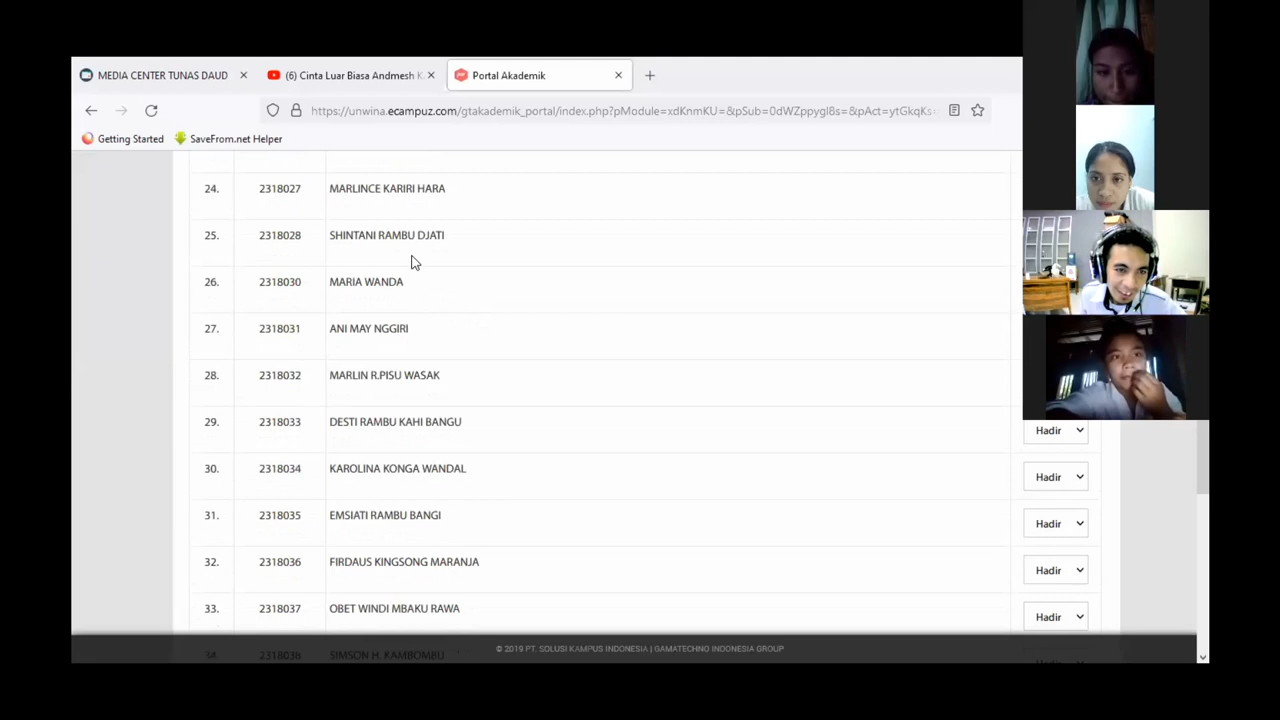 MEDIA CENTER TUNAS DAUD
(6) Cinta Luar Biasa Andmesh K
Portal Akademik
https://unwina.ecampuz.com/gtakademik_portal/index.php?pModule=xdKnmKU=&pSub=0dWZppygl8s=&pAct=ytGkqKs=
Getting Started
SaveFrom.net Helper
24. 2318027 MARLINCE KARIRI HARA
25. 2318028 SHINTANI RAMBU DJATI
26. 2318030 MARIA WANDA
27. 2318031 ANI MAY NGGIRI
28. 2318032 MARLIN R.PISU WASAK
29. 2318033 DESTI RAMBU KAHI BANGU Hadir
30. 2318034 KAROLINA KONGA WANDAL Hadir
31. 2318035 EMSIATI RAMBU BANGI Hadir
32. 2318036 FIRDAUS KINGSONG MARANJA Hadir
33. 2318037 OBET WINDI MBAKU RAWA Hadir
34. 2318038 SIMSON H. KAMBOMBU
© 2019 PT. SOLUSI KAMPUS INDONESIA | GAMATECHNO INDONESIA GROUP